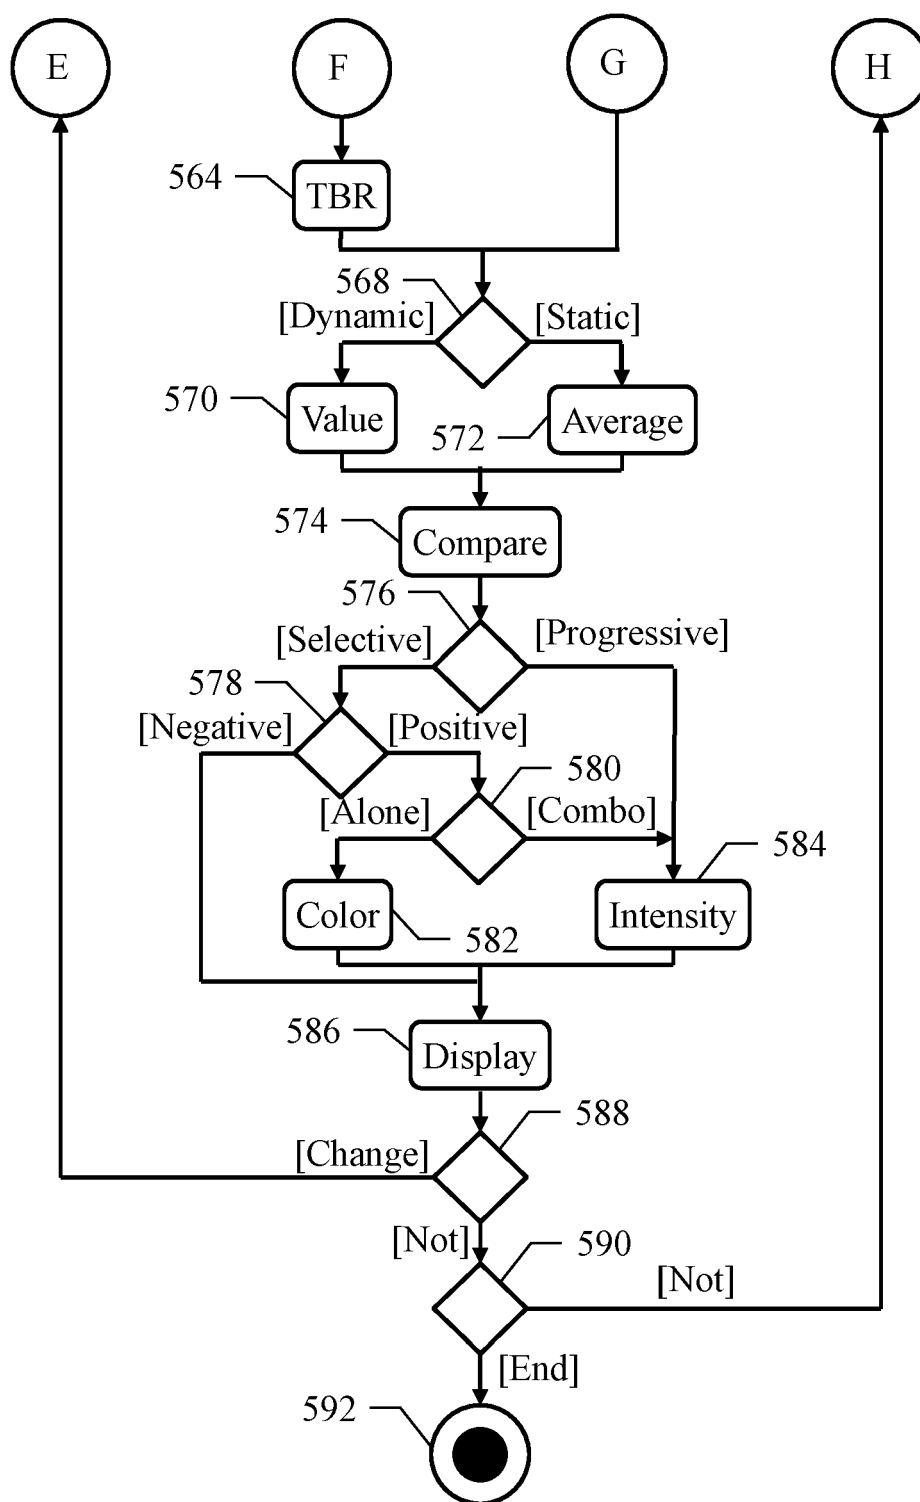 E
F
G
H
564
TBR
568
[Dynamic]
[Static]
570
Value
572
Average
574
Compare
576
[Selective]
[Progressive]
578
[Negative]
[Positive]
580
[Alone]
[Combo]
584
Color
582
Intensity
586
Display
588
[Change]
[Not]
590
[Not]
[End]
592